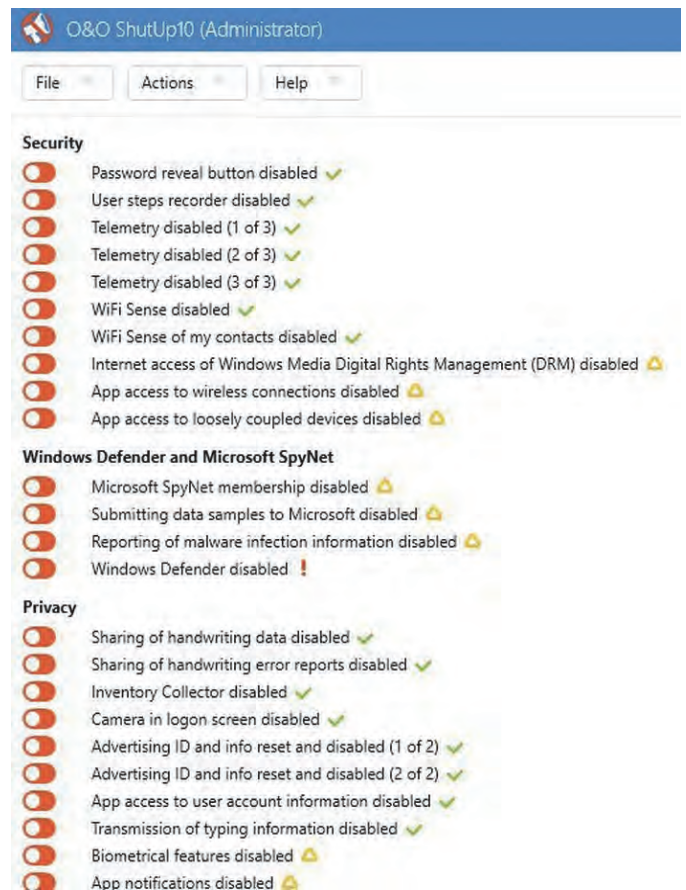 O&O ShutUp10 (Administrator)
File Actions Help
Security
Password reveal button disabled
User steps recorder disabled
Telemetry disabled (1 of 3)
Telemetry disabled (2 of 3)
Telemetry disabled (3 of 3)
WiFi Sense disabled
WiFi Sense of my contacts disabled
Internet access of Windows Media Digital Rights Management (DRM) disabled
App access to wireless connections disabled
App access to loosely coupled devices disabled
Windows Defender and Microsoft SpyNet
Microsoft SpyNet membership disabled
Submitting data samples to Microsoft disabled
Reporting of malware infection information disabled
Windows Defender disabled !
Privacy
Sharing of handwriting data disabled
Sharing of handwriting error reports disabled
Inventory Collector disabled
Camera in logon screen disabled
Advertising ID and info reset and disabled (1 of 2)
Advertising ID and info reset and disabled (2 of 2)
App access to user account information disabled
Transmission of typing information disabled
Biometrical features disabled
App notifications disabled